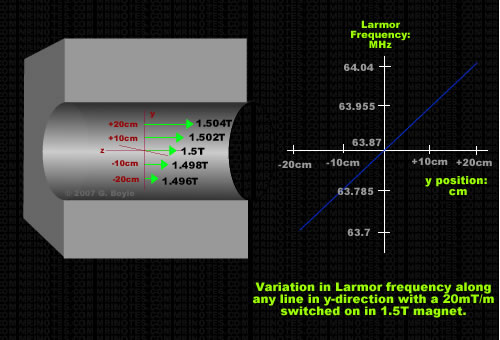 y
+20cm 1.504T
+10cm 1.502T
z 1.5T
-10cm 1.498T
-20cm 1.496T
© 2007 G. Boyle
Larmor
Frequency:
MHz
64.04
63.955
63.87
-20cm -10cm +10cm +20cm
y position:
cm
63.785
63.7
Variation in Larmor frequency along
any line in y-direction with a 20mT/m
switched on in 1.5T magnet.